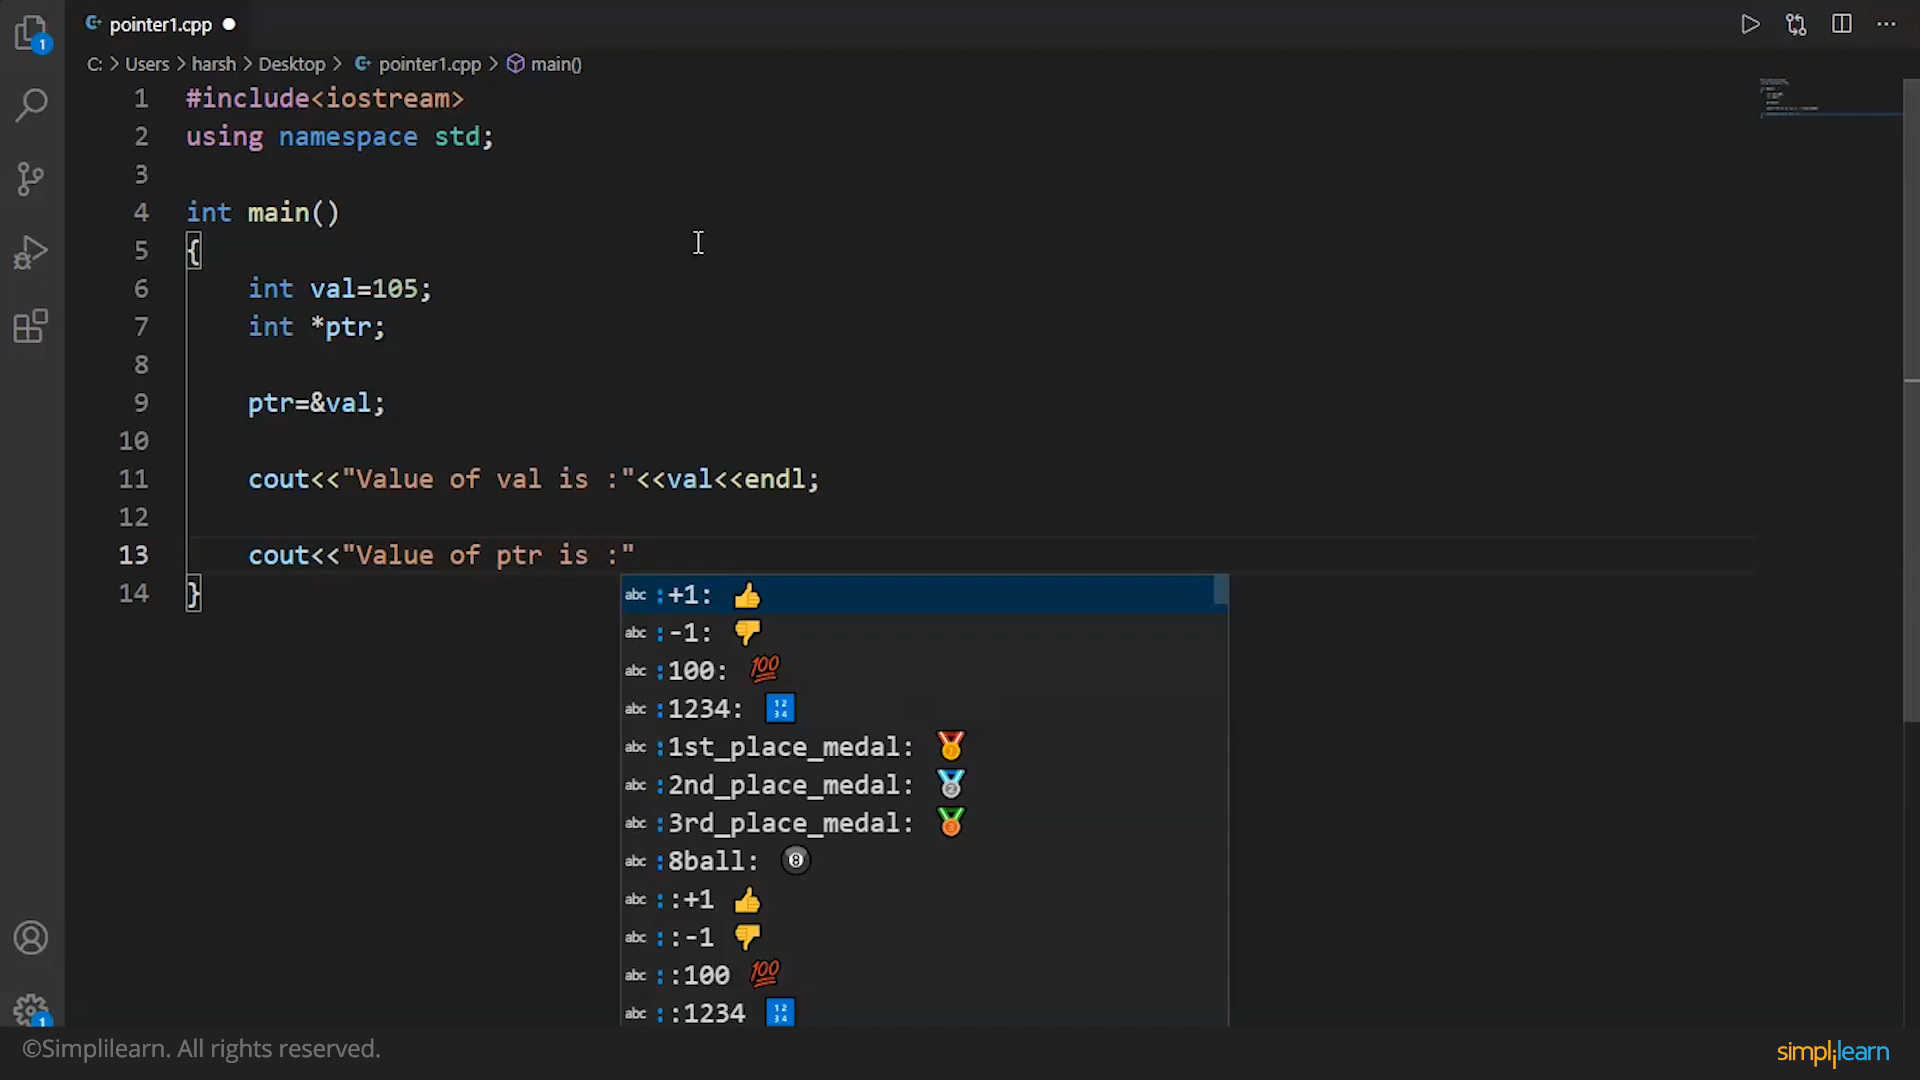 pointer1.cpp
C: > Users > harsh > Desktop > pointer1.cpp > main()
1 #include<iostream>
2 using namespace std;
3
4 int main()
5 {
6 int val=105;
7 int *ptr;
8
9 ptr=&val;
10
11 cout<<"Value of val is :"<<val<<endl;
12
13 cout<<"Value of ptr is :"
14 }
abc :+1: 👍
abc :-1: 👎
abc :100: 💯
abc :1234: 🔢
abc :1st_place_medal: 🥇
abc :2nd_place_medal: 🥈
abc :3rd_place_medal: 🥉
abc :8ball: 🎱
abc ::+1 👍
abc ::-1 👎
abc ::100 💯
abc ::1234 🔢
1
1
©Simplilearn. All rights reserved.
simplilearn